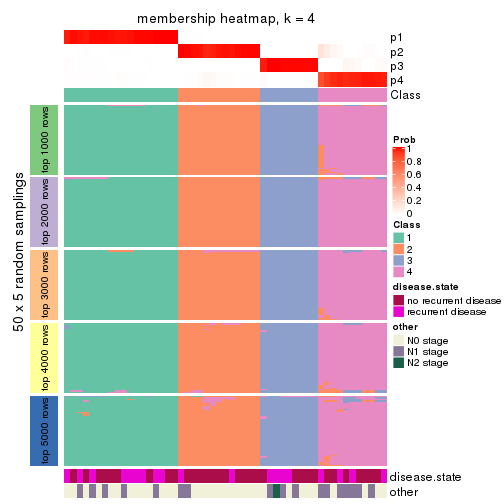 membership heatmap, k = 4
p1
p2
p3
p4
Class
50 x 5 random samplings
top 1000 rows
top 2000 rows
top 3000 rows
top 4000 rows
top 5000 rows
disease.state
other
Prob
1
0.8
0.6
0.4
0.2
0
Class
1
2
3
4
disease.state
no recurrent disease
recurrent disease
other
N0 stage
N1 stage
N2 stage